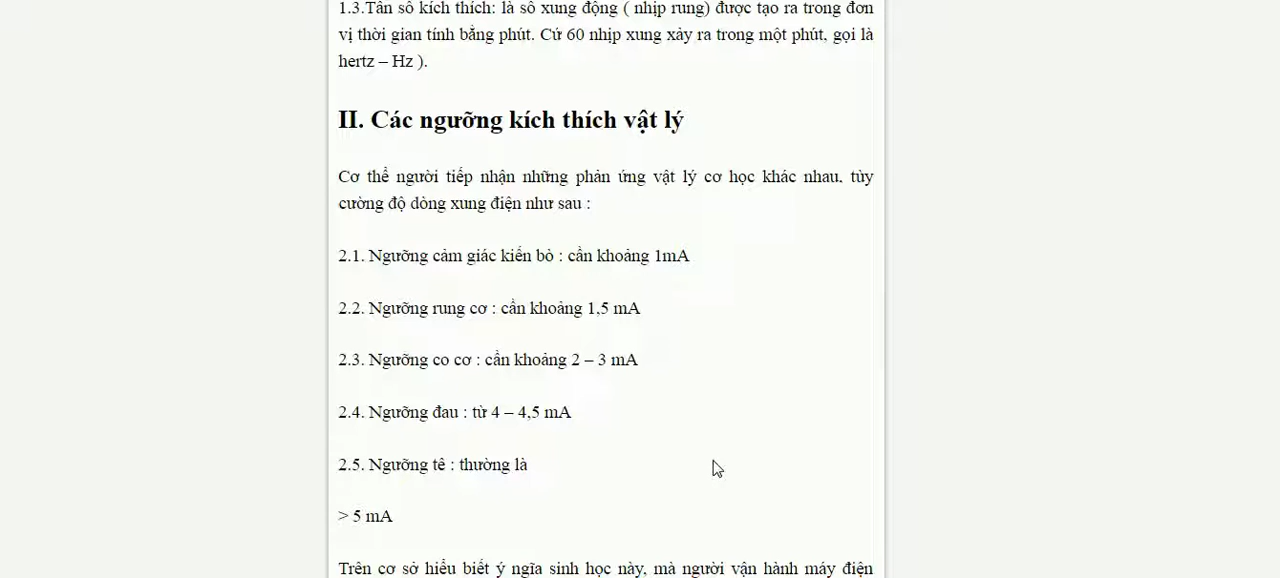 1.3.Tần số kích thích: là số xung động ( nhịp rung) được tạo ra trong đơn
vị thời gian tính bằng phút. Cứ 60 nhịp xung xảy ra trong một phút, gọi là
hertz – Hz ).
II. Các ngưỡng kích thích vật lý
Cơ thể người tiếp nhận những phản ứng vật lý cơ học khác nhau, tùy
cường độ dòng xung điện như sau :
2.1. Ngưỡng cảm giác kiến bò : cần khoảng 1mA
2.2. Ngưỡng rung cơ : cần khoảng 1,5 mA
2.3. Ngưỡng co cơ : cần khoảng 2 – 3 mA
2.4. Ngưỡng đau : từ 4 – 4,5 mA
2.5. Ngưỡng tê : thường là
> 5 mA
Trên cơ sở hiểu biết ý ngĩa sinh học này, mà người vận hành máy điện